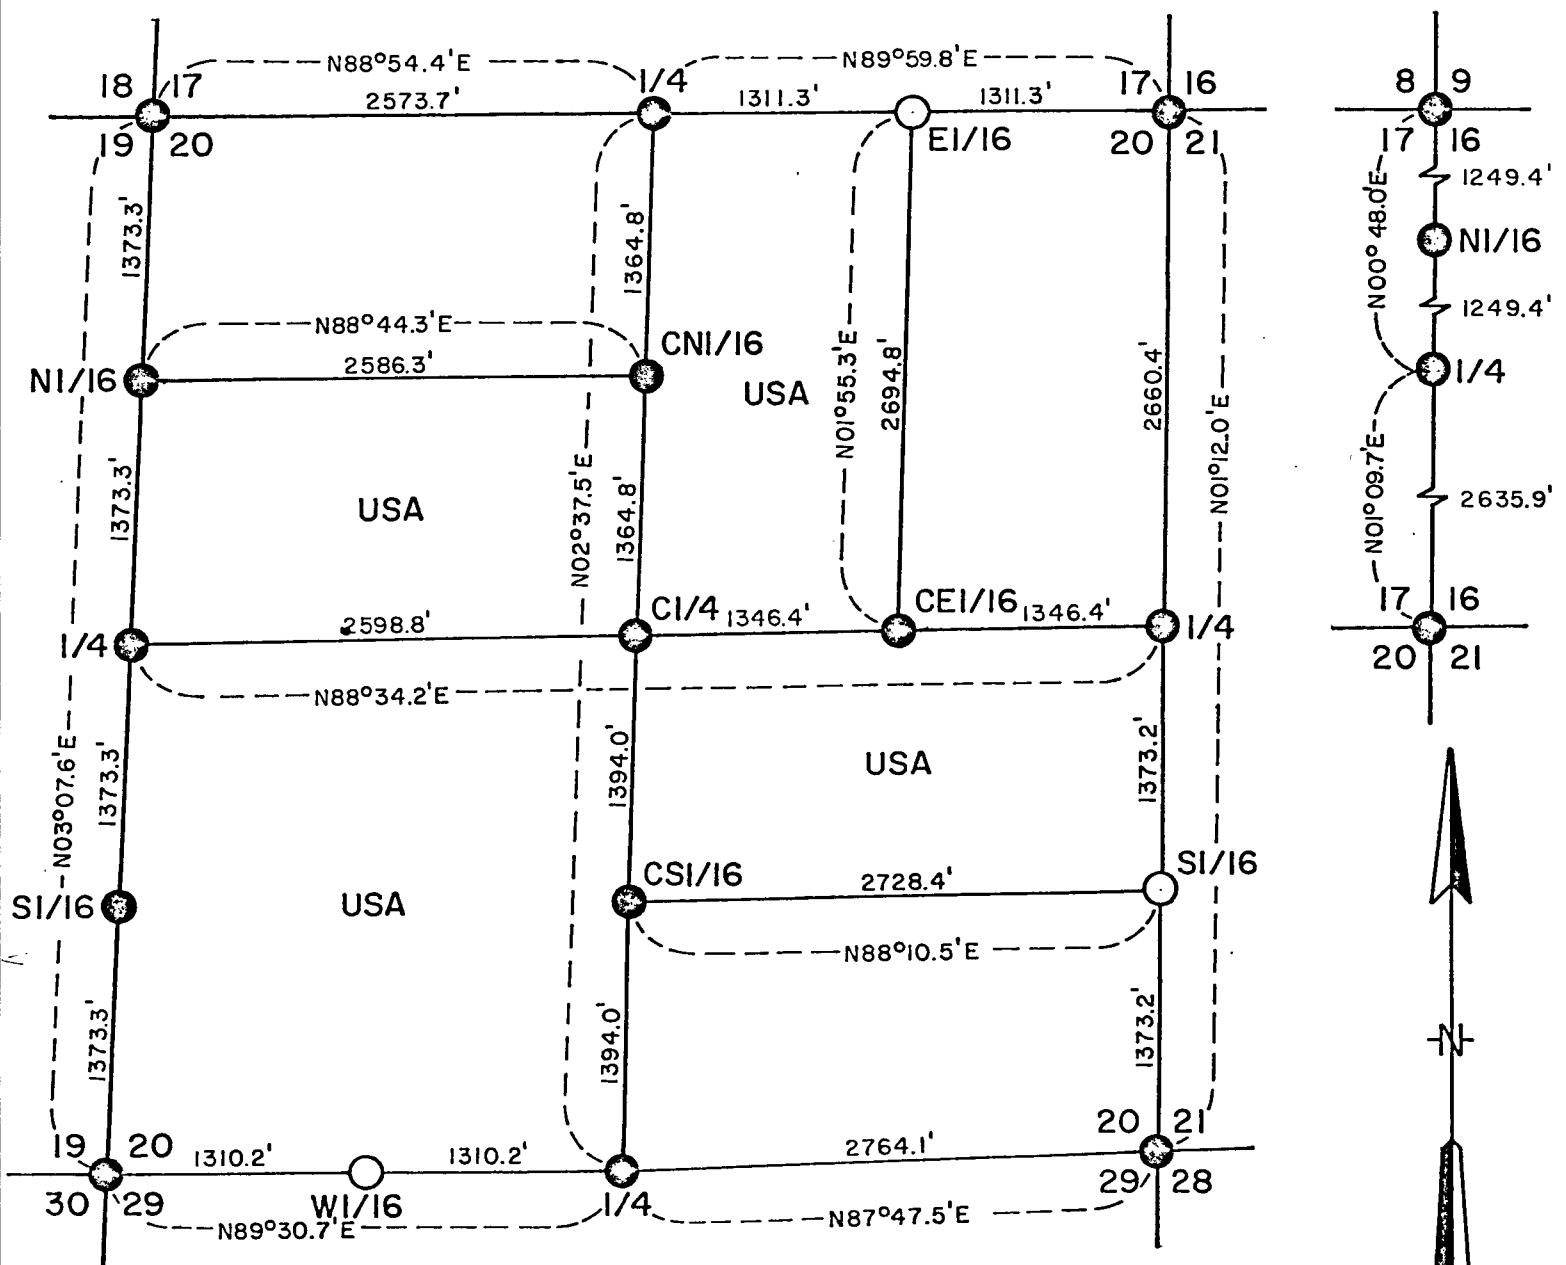 N88°54.4'E
N89°59.8'E
18 17
1/4
17 16
8 9
2573.7'
1311.3'
1311.3'
19 20
E1/16
20 21
17 16
1249.4'
1373.3'
1364.8'
N00°48.0'E
N1/16
N88°44.3'E
1249.4'
CN1/16
2586.3'
N1/16
USA
N01°55.3'E
2694.8'
2660.4'
N01°12.0'E
1/4
1373.3'
USA
N02°37.5'E
1364.8'
N01°09.7'E
2635.9'
2598.8'
C1/4
1346.4'
CE1/16
1346.4'
1/4
1/4
17 16
20 21
N88°34.2'E
N03°07.6'E
1373.3'
1394.0'
USA
1373.2'
S1/16
CS1/16
2728.4'
S1/16
USA
N88°10.5'E
1373.3'
1394.0'
1373.2'
N
19 20
1310.2'
1310.2'
2764.1'
20 21
30 29
W1/16
1/4
29 28
N89°30.7'E
N87°47.5'E